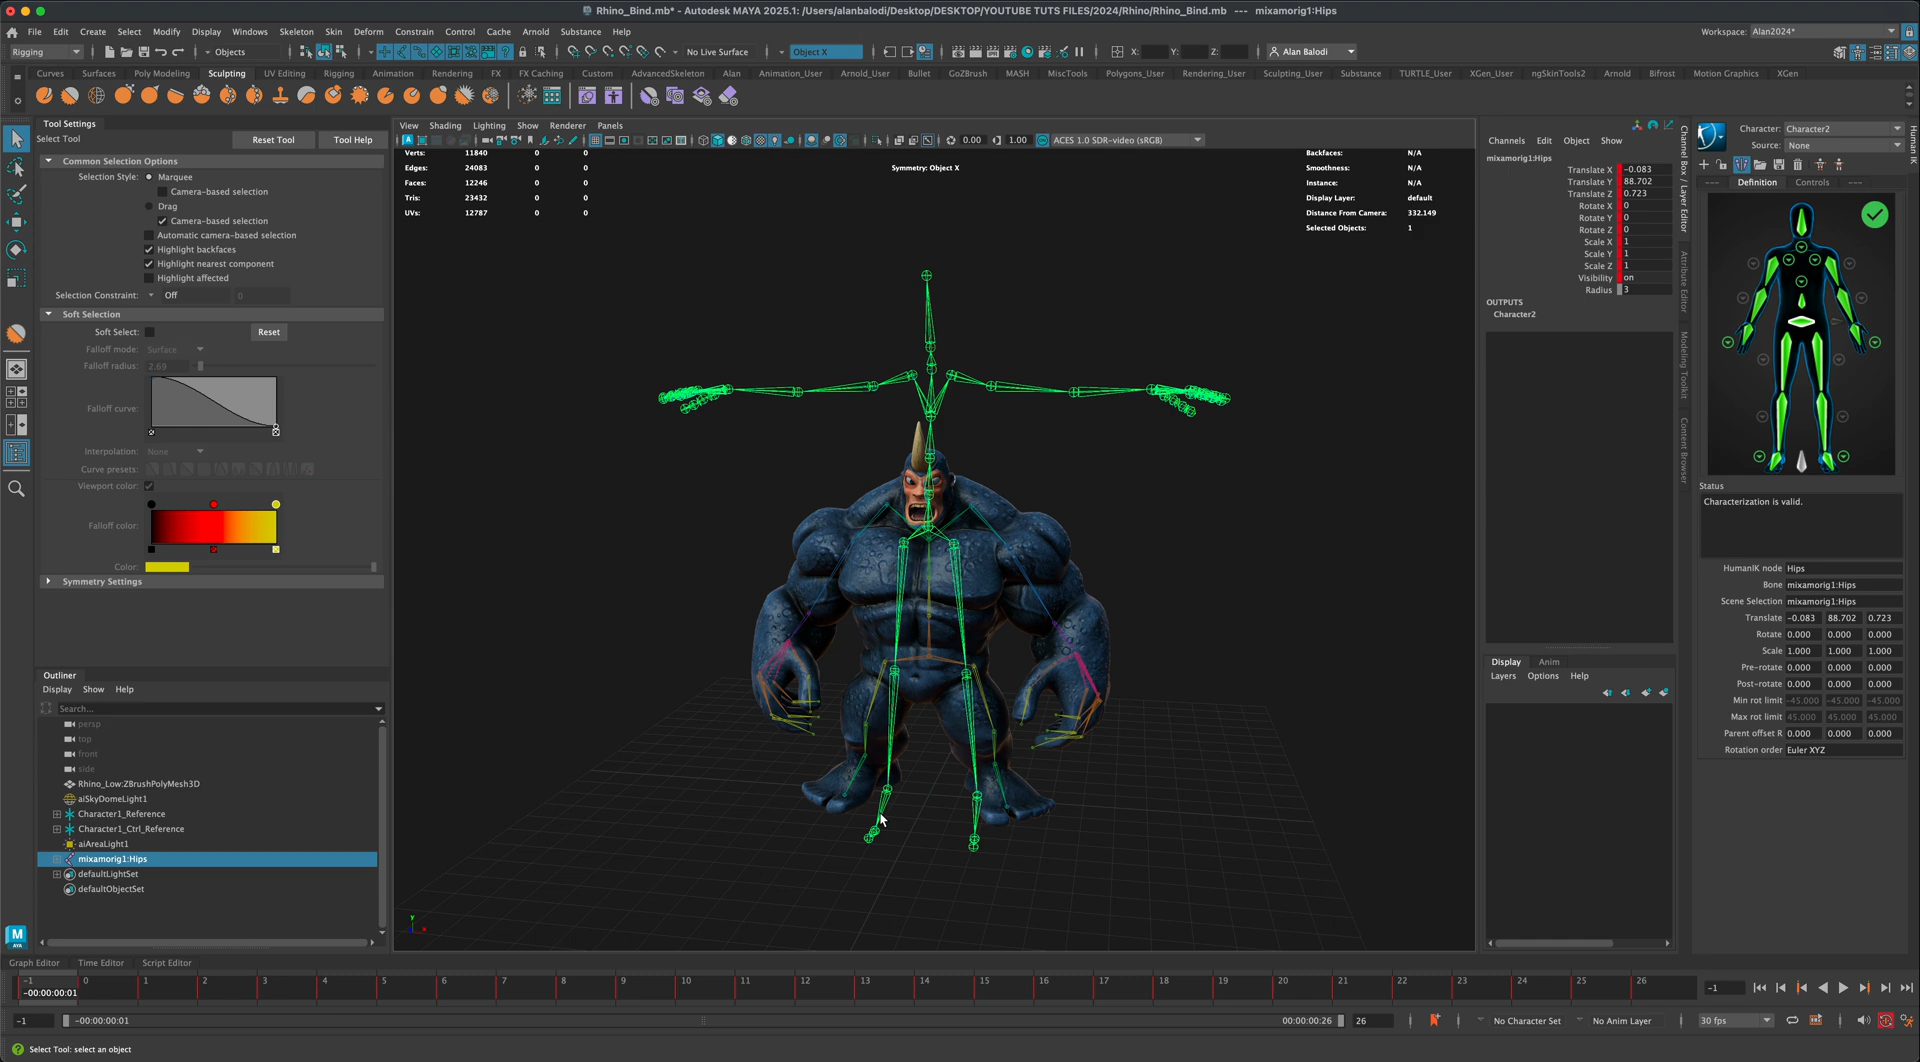 Rhino_Bind.mb* - Autodesk MAYA 2025.1: /Users/alanbalodi/Desktop/DESKTOP/YOUTUBE TUTS FILES/2024/Rhino/Rhino_Bind.mb --- mixamorig1:Hips
File Edit Create Select Modify Display Windows Skeleton Skin Deform Constrain Control Cache Arnold Substance Help
Workspace: Alan2024*
Rigging Objects No Live Surface Object X X: Y: Z: Alan Balodi
Curves Surfaces Poly Modeling Sculpting UV Editing Rigging Animation Rendering FX FX Caching Custom AdvancedSkeleton Alan Animation_User Arnold_User Bullet GoZBrush MASH MiscTools Polygons_User Rendering_User Sculpting_User Substance TURTLE_User XGen_User ngSkinTools2 Arnold Bifrost Motion Graphics XGen
Tool Settings
Select Tool Reset Tool Tool Help
Common Selection Options
Selection Style: Marquee
Camera-based selection
Drag
Camera-based selection
Automatic camera-based selection
Highlight backfaces
Highlight nearest component
Highlight affected
Selection Constraint: Off 0
Soft Selection
Soft Select: Reset
Falloff mode: Surface
Falloff radius: 2.69
Falloff curve:
Interpolation: None
Curve presets:
Viewport color:
Falloff color:
Color:
Symmetry Settings
Outliner
Display Show Help
Search...
persp
top
front
side
Rhino_Low:ZBrushPolyMesh3D
aiSkyDomeLight1
Character1_Reference
Character1_Ctrl_Reference
aiAreaLight1
mixamorig1:Hips
defaultLightSet
defaultObjectSet
M
AYA
View Shading Lighting Show Renderer Panels
0.00 1.00 ACES 1.0 SDR-video (sRGB)
Verts: 11840 0 0
Edges: 24083 0 0
Faces: 12246 0 0
Tris: 23432 0 0
UVs: 12787 0 0
Symmetry: Object X
Backfaces: N/A
Smoothness: N/A
Instance: N/A
Display Layer: default
Distance From Camera: 332.149
Selected Objects: 1
y
x
Channels Edit Object Show
mixamorig1:Hips
Translate X -0.083
Translate Y 88.702
Translate Z 0.723
Rotate X 0
Rotate Y 0
Rotate Z 0
Scale X 1
Scale Y 1
Scale Z 1
Visibility on
Radius 3
OUTPUTS
Character2
Display Anim
Layers Options Help
Channel Box / Layer Editor
Attribute Editor
Modeling Toolkit
Content Browser
Human IK
Character: Character2
Source: None
Definition Controls
Status
Characterization is valid.
HumanIK node Hips
Bone mixamorig1:Hips
Scene Selection mixamorig1:Hips
Translate -0.083 88.702 0.723
Rotate 0.000 0.000 0.000
Scale 1.000 1.000 1.000
Pre-rotate 0.000 0.000 0.000
Post-rotate 0.000 0.000 0.000
Min rot limit -45.000 -45.000 -45.000
Max rot limit 45.000 45.000 45.000
Parent offset R 0.000 0.000 0.000
Rotation order Euler XYZ
Graph Editor Time Editor Script Editor
-1 0 1 2 3 4 5 6 7 8 9 10 11 12 13 14 15 16 17 18 19 20 21 22 23 24 25 26
-00:00:00:01
-1
-1 -00:00:00:01 00:00:00:26 26 No Character Set No Anim Layer 30 fps
Select Tool: select an object